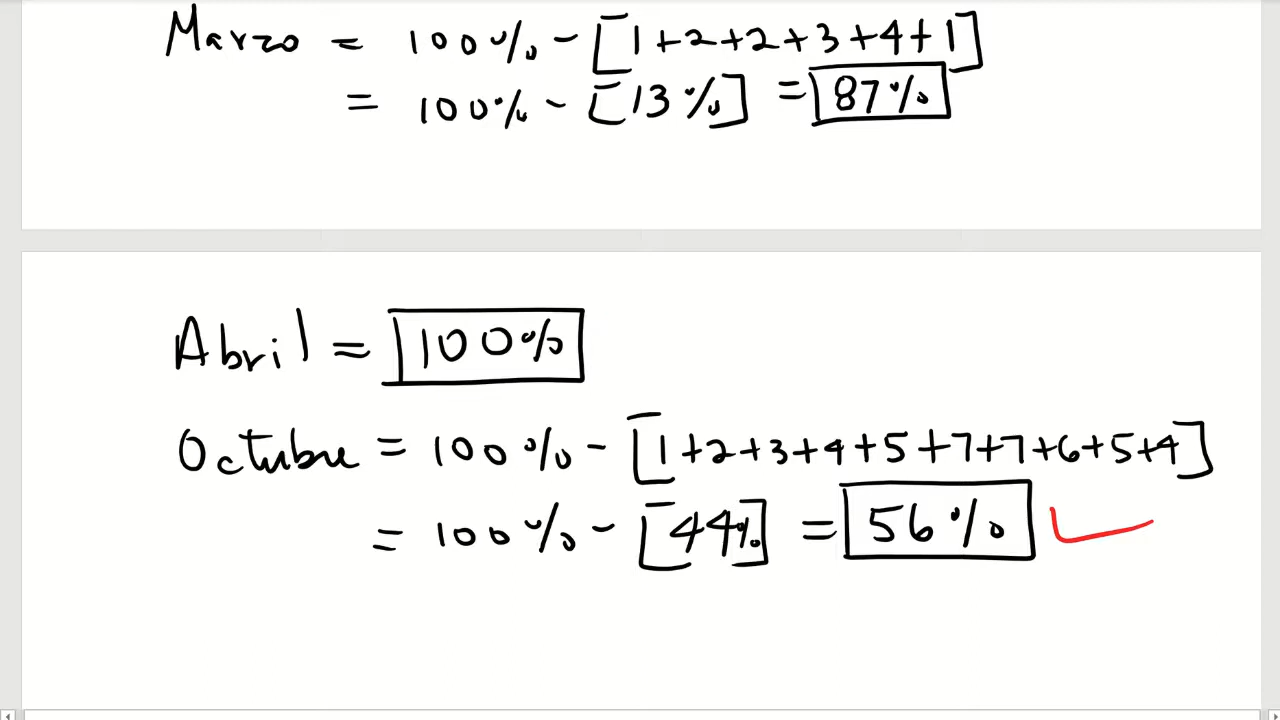 Marzo = 100% - [1+2+2+3+4+1]
= 100% - [13%] = 87%
Abril = 100%
Octubre = 100% - [1+2+3+4+5+7+7+6+5+4]
= 100% - [44%] = 56%